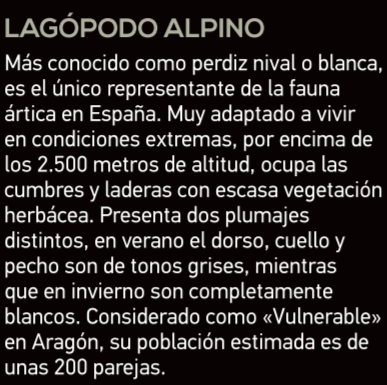 LAGÓPODO ALPINO
Más conocido como perdiz nival o blanca,
es el único representante de la fauna
ártica en España. Muy adaptado a vivir
en condiciones extremas, por encima de
los 2.500 metros de altitud, ocupa las
cumbres y laderas con escasa vegetación
herbácea. Presenta dos plumajes
distintos, en verano el dorso, cuello y
pecho son de tonos grises, mientras
que en invierno son completamente
blancos. Considerado como «Vulnerable»
en Aragón, su población estimada es de
unas 200 parejas.